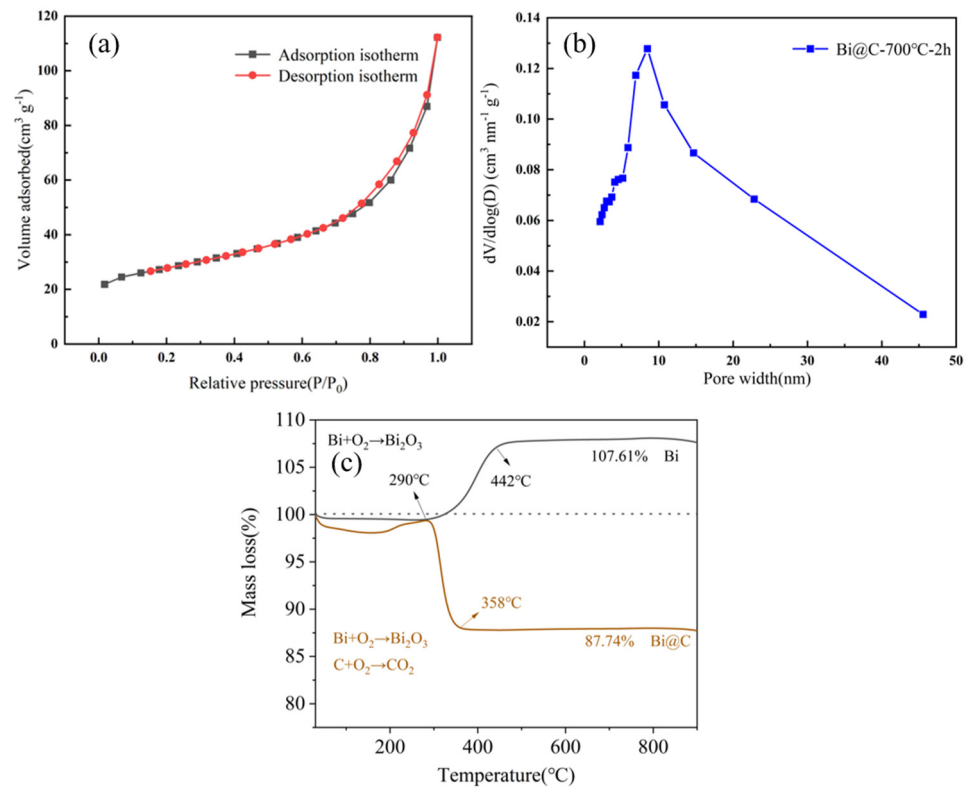 (a)
Adsorption isotherm
Desorption isotherm
Volume adsorbed(cm³ g⁻¹)
120
100
80
60
40
20
0
0.0 0.2 0.4 0.6 0.8 1.0
Relative pressure(P/P₀)
(b)
Bi@C-700℃-2h
dV/dlog(D) (cm³ nm⁻¹ g⁻¹)
0.14
0.12
0.10
0.08
0.06
0.04
0.02
0 10 20 30 40 50
Pore width(nm)
(c)
Bi+O₂→Bi₂O₃
290℃
442℃
107.61% Bi
358℃
Bi+O₂→Bi₂O₃
C+O₂→CO₂
87.74% Bi@C
Mass loss(%)
110
105
100
95
90
85
80
200 400 600 800
Temperature(℃)